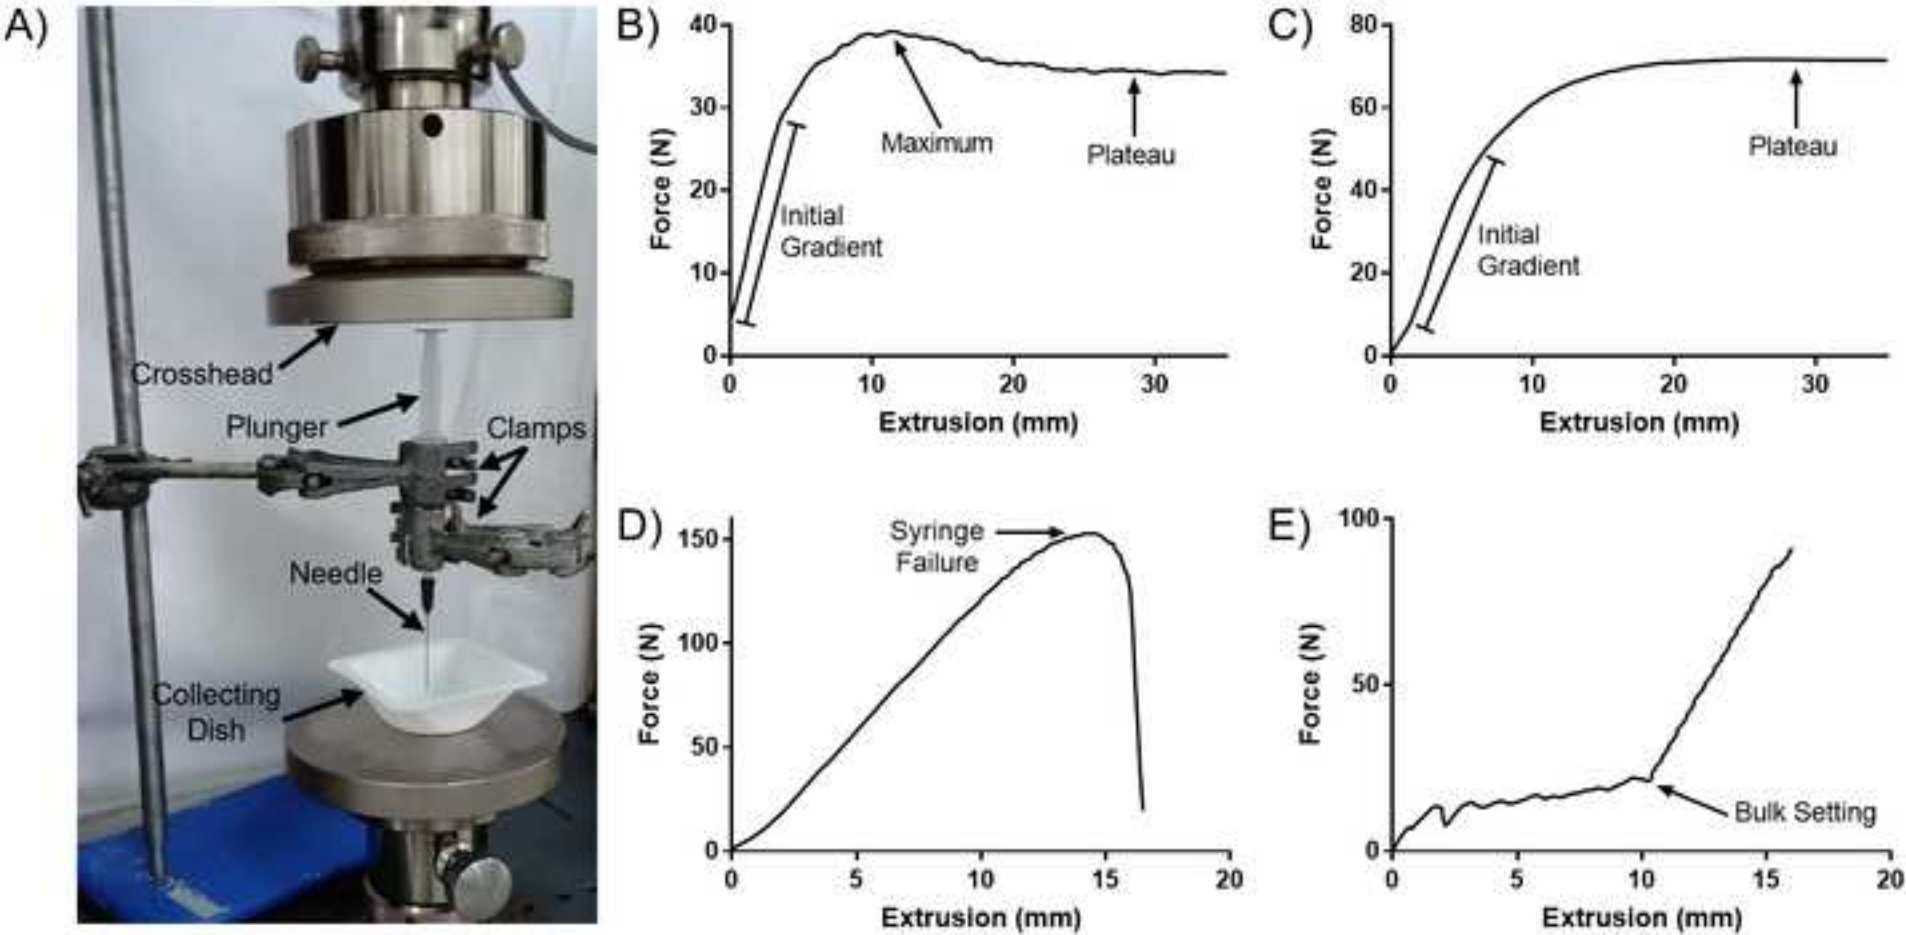 A)
Crosshead
Plunger
Clamps
Needle
Collecting
Dish
B)
40
30
20
10
0
Force (N)
Maximum
Plateau
Initial
Gradient
0 10 20 30
Extrusion (mm)
C)
80
60
40
20
0
Force (N)
Plateau
Initial
Gradient
0 10 20 30
Extrusion (mm)
D)
150
100
50
0
Force (N)
Syringe
Failure
0 5 10 15 20
Extrusion (mm)
E)
100
50
0
Force (N)
Bulk Setting
0 5 10 15 20
Extrusion (mm)